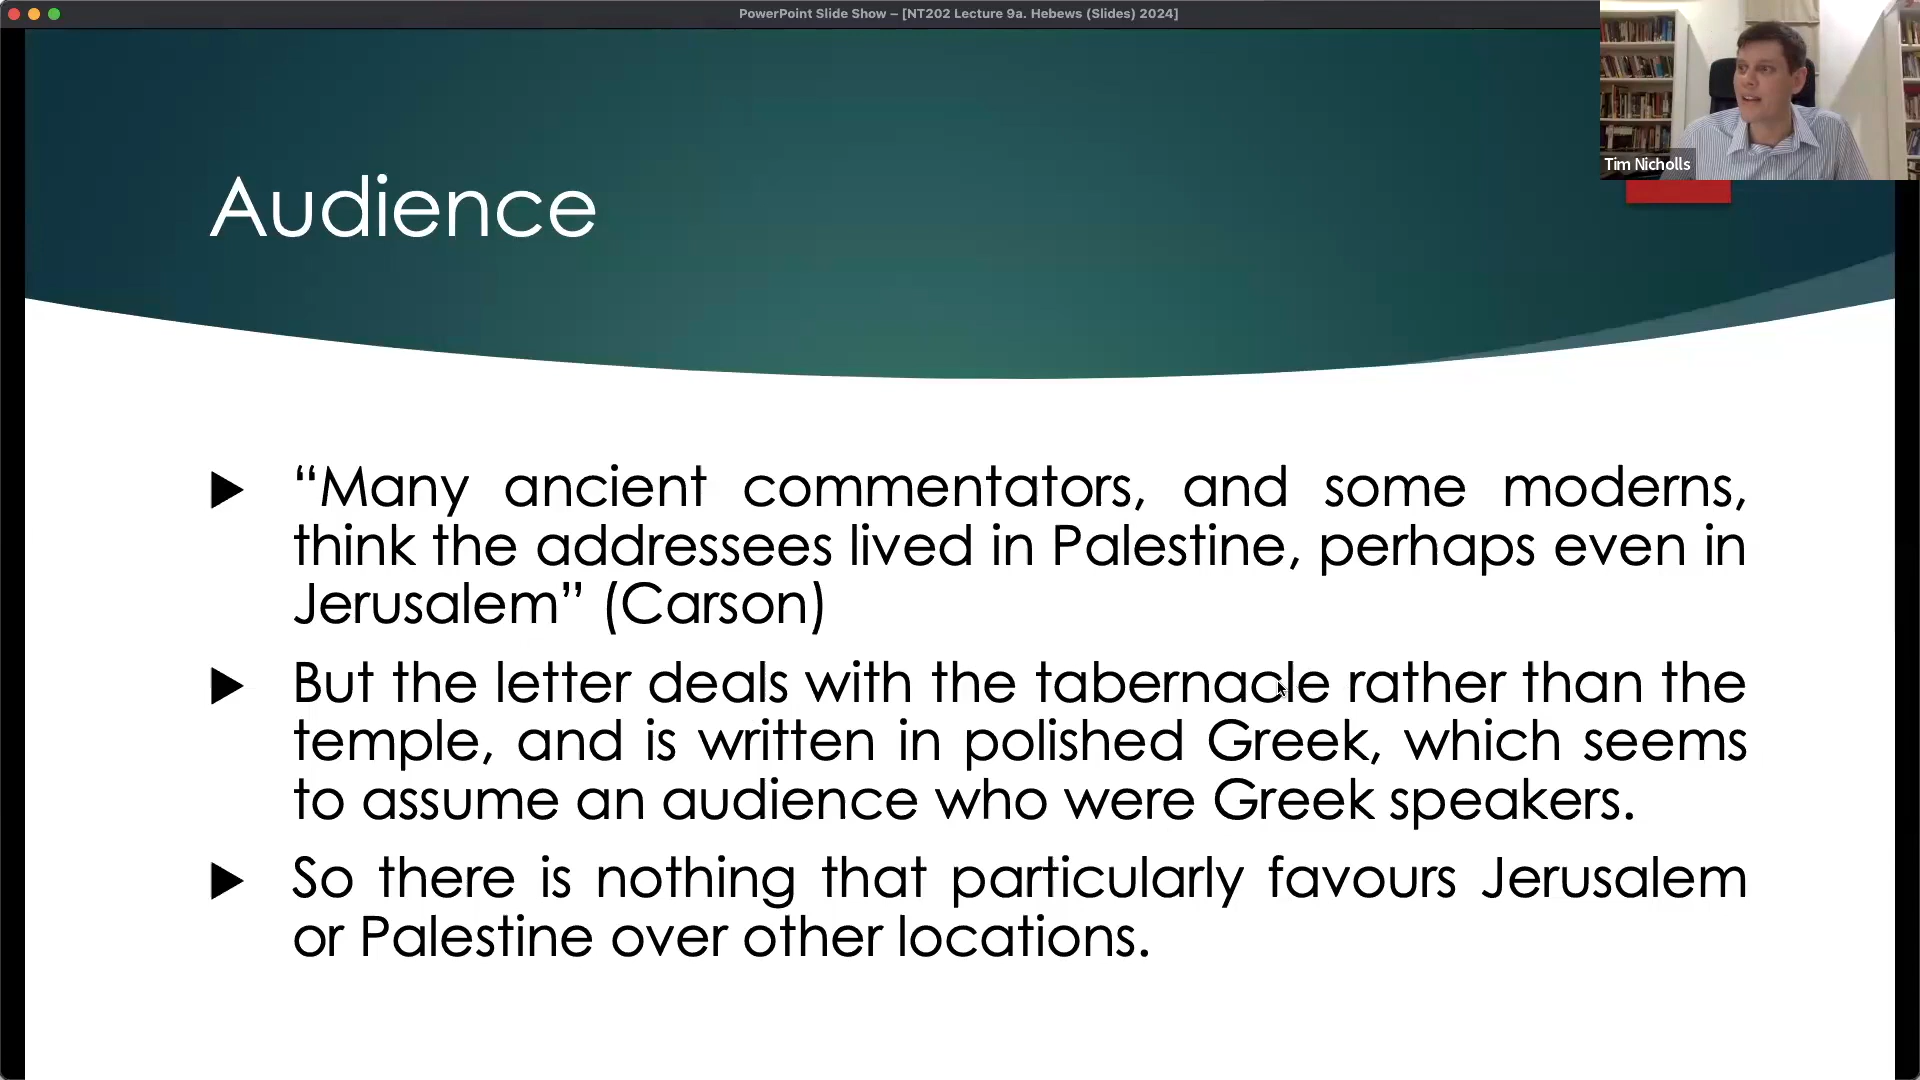 PowerPoint Slide Show – [NT202 Lecture 9a. Hebews (Slides) 2024]
Tim Nicholls
Audience
“Many ancient commentators, and some moderns,
think the addressees lived in Palestine, perhaps even in
Jerusalem” (Carson)
But the letter deals with the tabernacle rather than the
temple, and is written in polished Greek, which seems
to assume an audience who were Greek speakers.
So there is nothing that particularly favours Jerusalem
or Palestine over other locations.